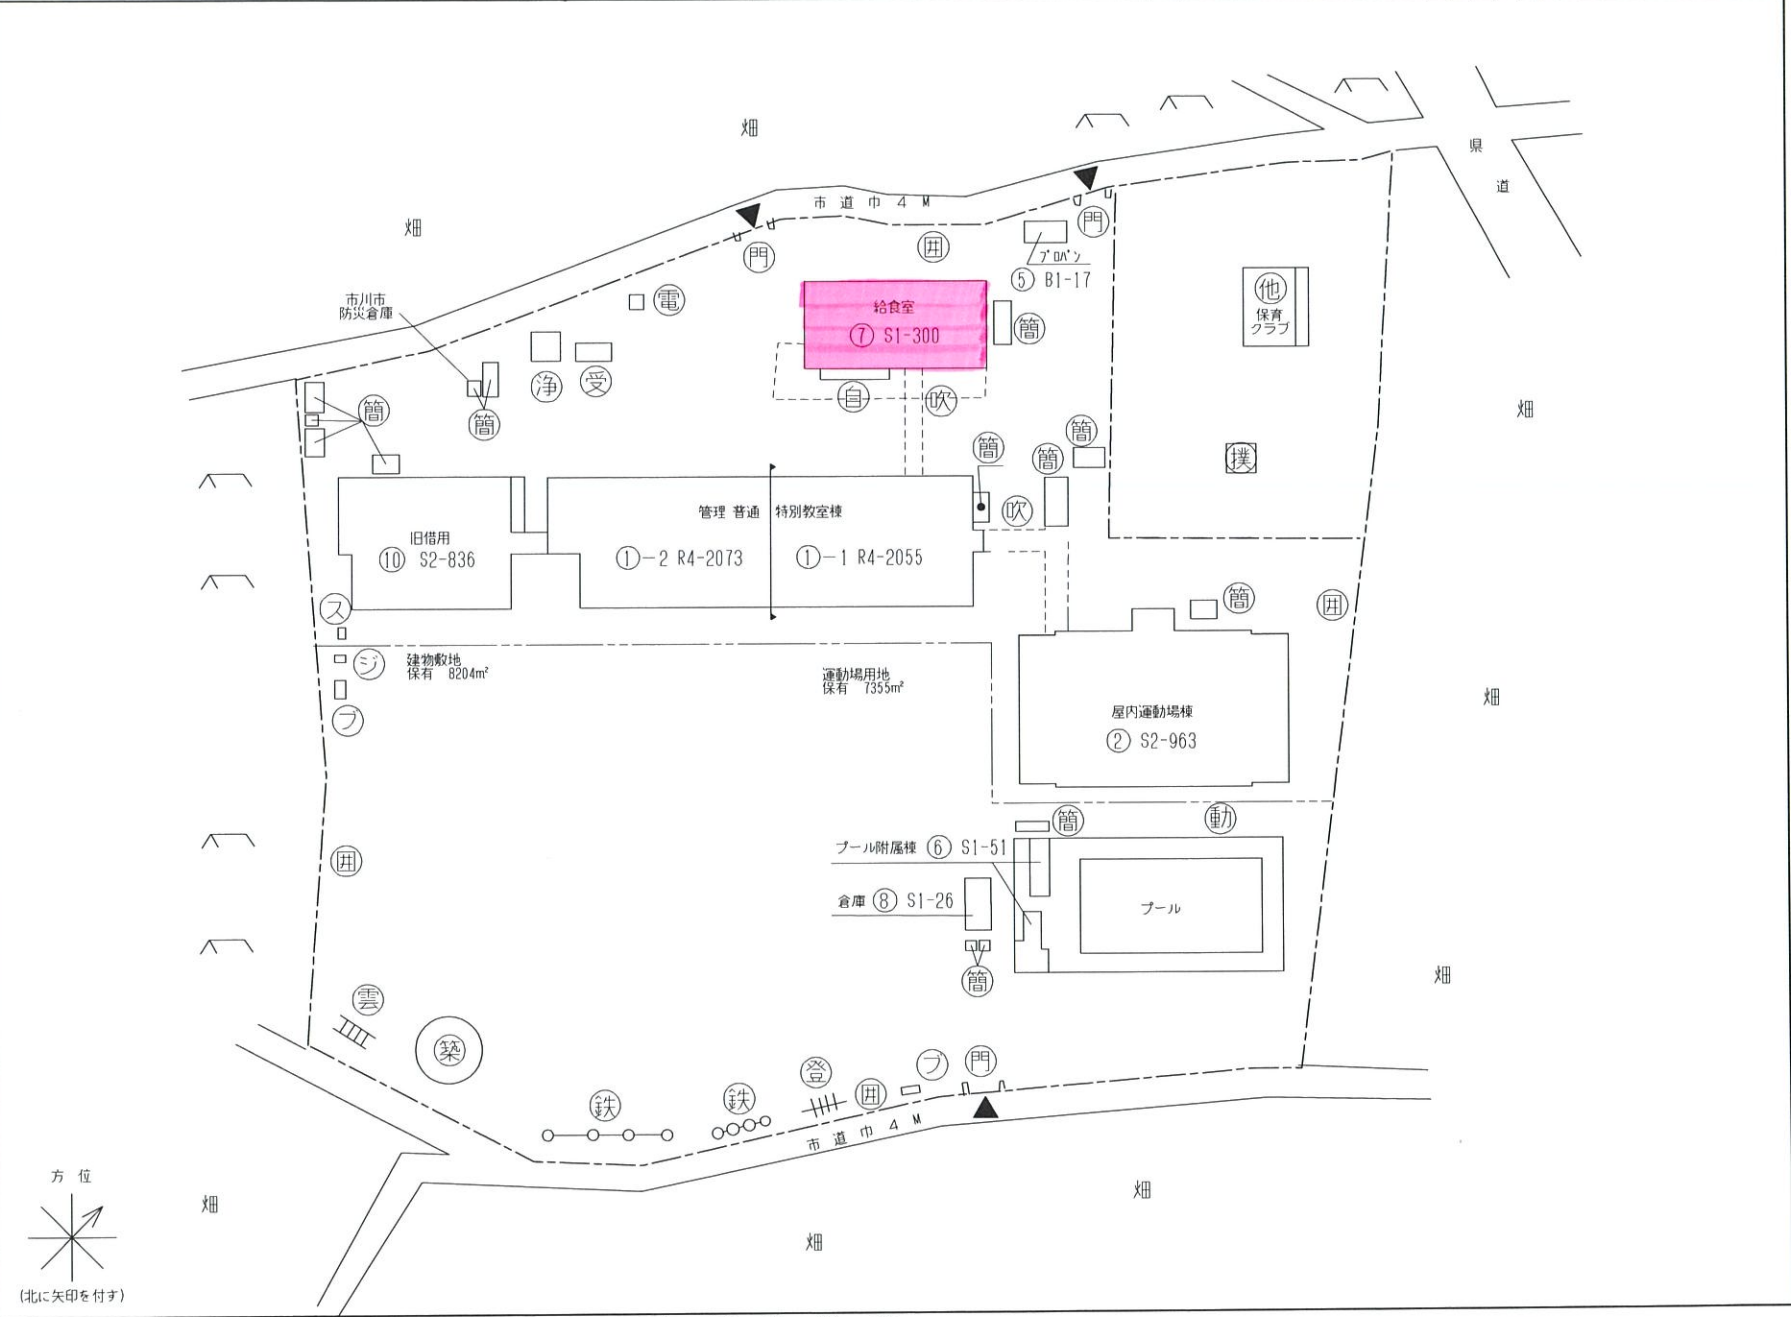 畑
県
道
畑
市道巾4M
門
門
囲
プロパン
⑤ B1-17
電
市川市
防災倉庫
給食室
⑦ S1-300
簡
他
保育
クラブ
浄
受
自
吹
簡
簡
畑
簡
簡
簡
撲
管理 普通 特別教室棟
吹
旧借用
⑩ S2-836
①-2 R4-2073
①-1 R4-2055
ス
簡
囲
ジ
建物敷地
保有 8204m²
運動場用地
保有 7355m²
ブ
畑
屋内運動場棟
② S2-963
簡
動
囲
プール附属棟 ⑥ S1-51
倉庫 ⑧ S1-26
プール
簡
畑
雲
築
鉄
鉄
登
囲
ブ
門
市道巾4M
方位
畑
畑
畑
(北に矢印を付す)